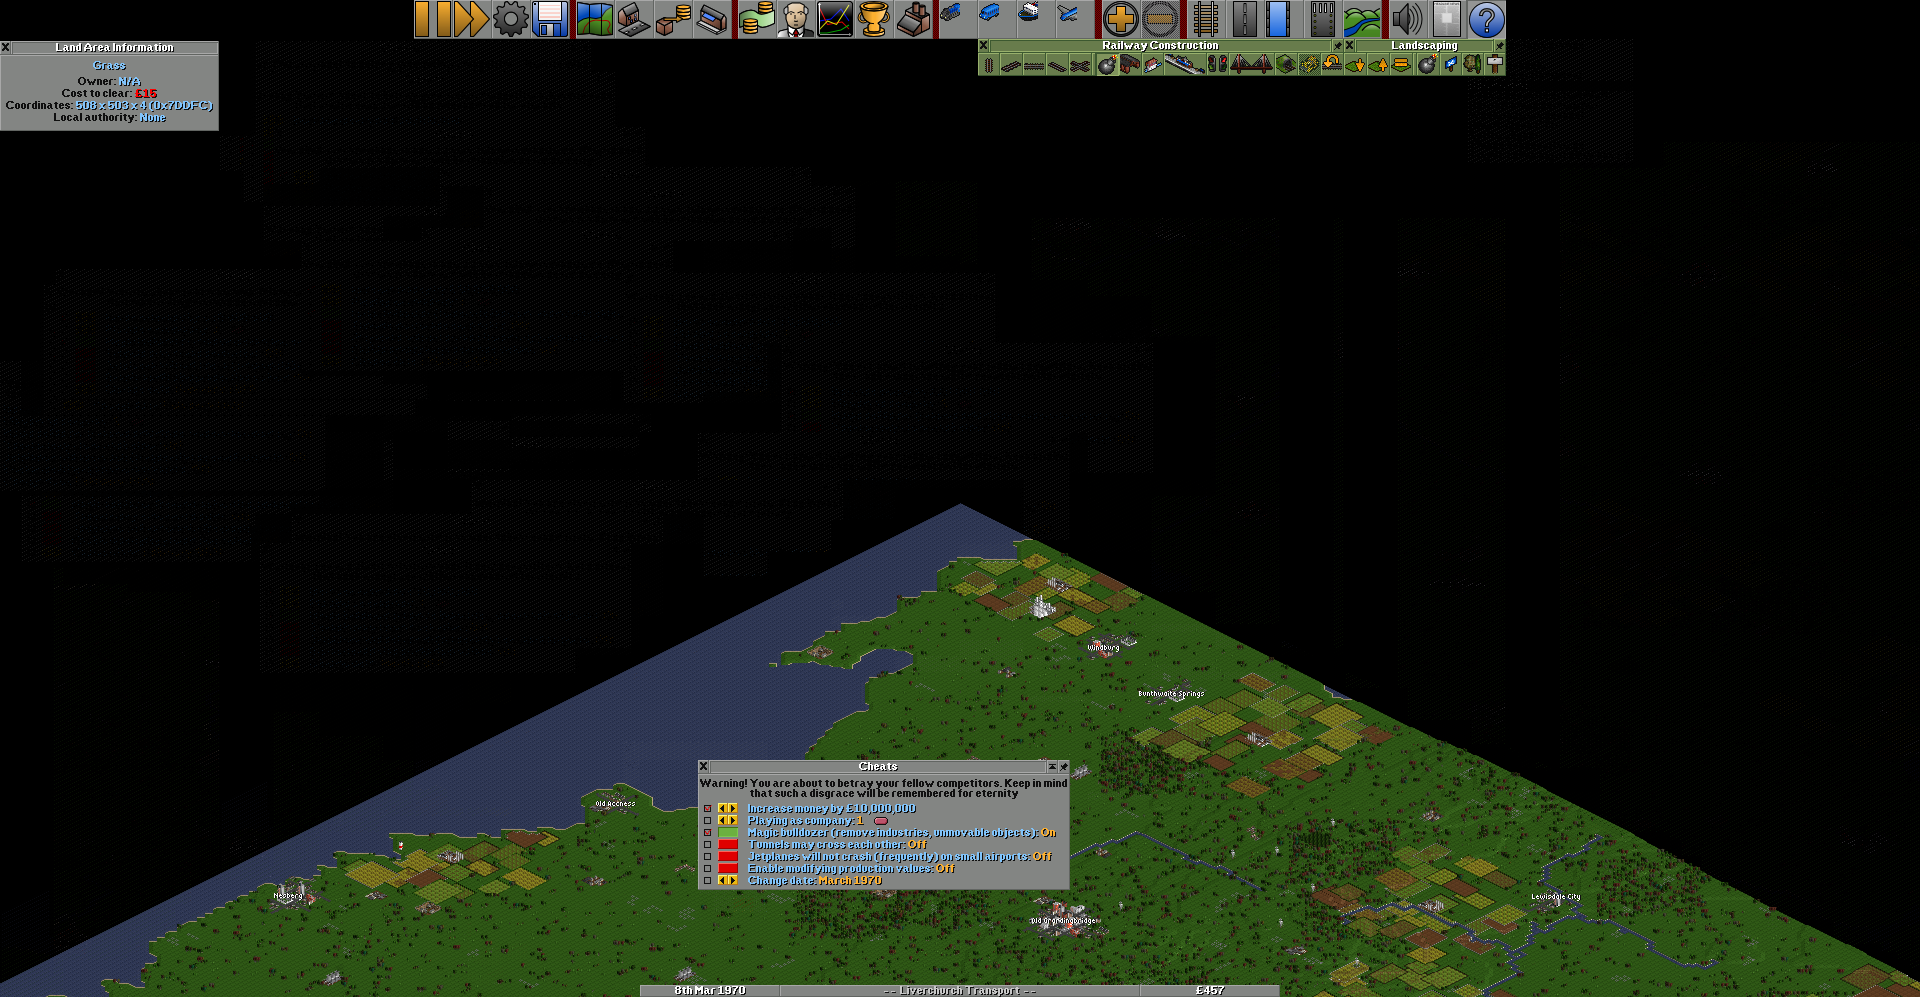 Railway Construction
Landscaping
Land Area Information
Grass
Owner: N/A
Cost to clear: £15
Coordinates: 508 x 503 x 4 (0x7DDFC)
Local authority: None
Windburg
Bunthwaite Springs
Cheats
Warning! You are about to betray your fellow competitors. Keep in mind
that such a disgrace will be remembered for eternity
Increase money by £10,000,000
Playing as company: 1
Magic bulldozer (remove industries, unmovable objects): On
Tunnels may cross each other: Off
Jetplanes will not crash (frequently) on small airports: Off
Enable modifying production values: Off
Change date: March 1970
Lewisdale City
8th Mar 1970
-- Liverchurch Transport --
£457